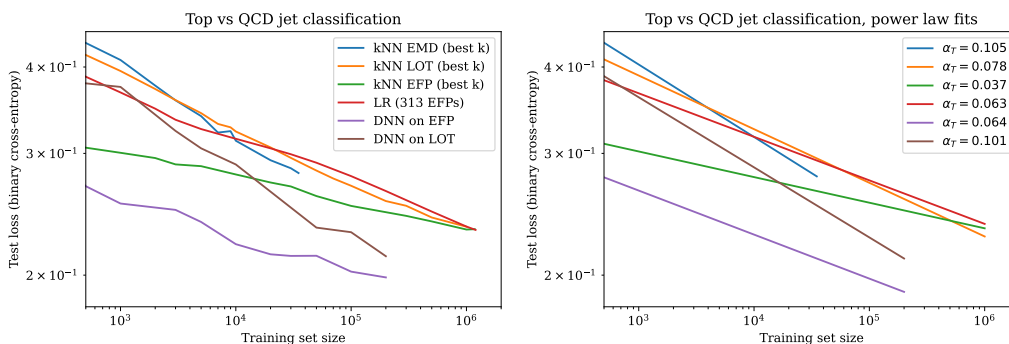 Top vs QCD jet classification
Test loss (binary cross-entropy)
4 × 10⁻¹
3 × 10⁻¹
2 × 10⁻¹
kNN EMD (best k)
kNN LOT (best k)
kNN EFP (best k)
LR (313 EFPs)
DNN on EFP
DNN on LOT
10³
10⁴
10⁵
10⁶
Training set size
Top vs QCD jet classification, power law fits
Test loss (binary cross-entropy)
4 × 10⁻¹
3 × 10⁻¹
2 × 10⁻¹
α_T = 0.105
α_T = 0.078
α_T = 0.037
α_T = 0.063
α_T = 0.064
α_T = 0.101
10³
10⁴
10⁵
10⁶
Training set size